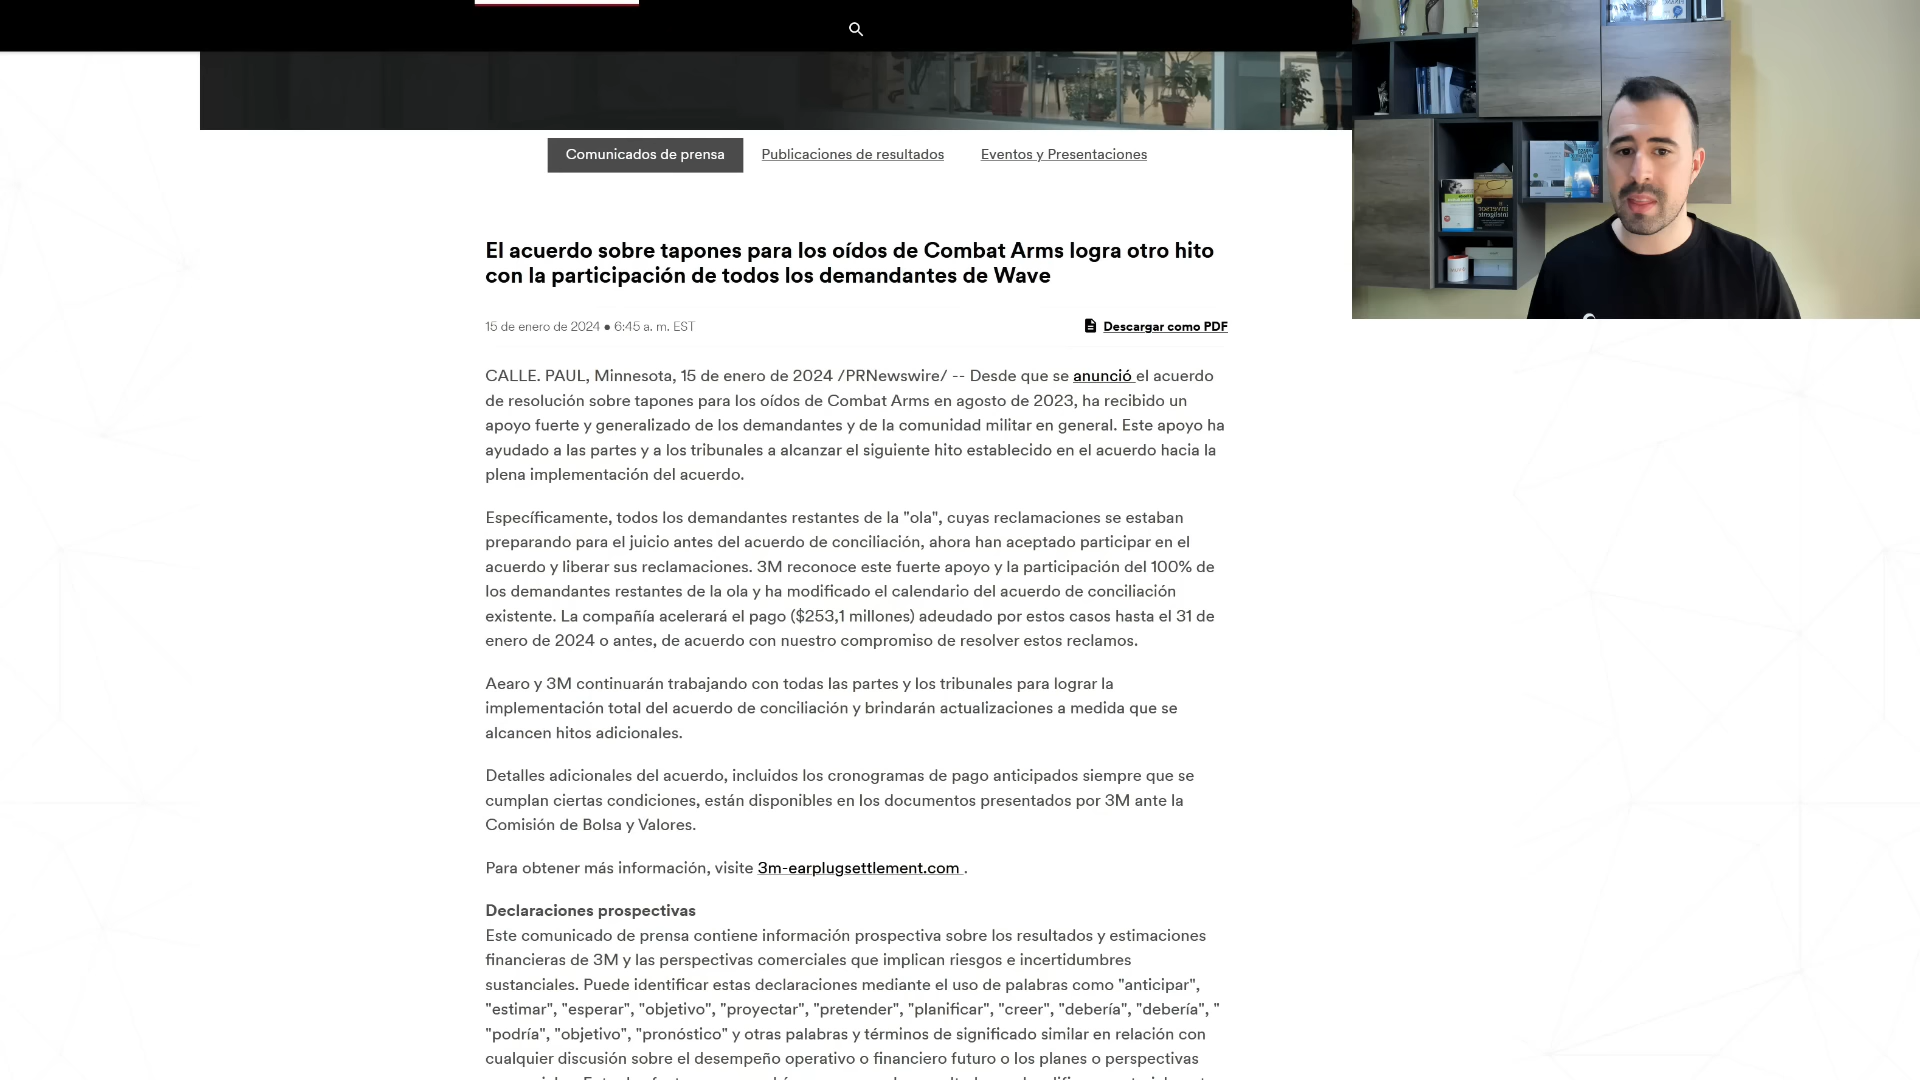 Comunicados de prensa
Publicaciones de resultados
Eventos y Presentaciones
El acuerdo sobre tapones para los oídos de Combat Arms logra otro hito
con la participación de todos los demandantes de Wave
15 de enero de 2024 ● 6:45 a. m. EST
Descargar como PDF
CALLE. PAUL, Minnesota, 15 de enero de 2024 /PRNewswire/ -- Desde que se anunció el acuerdo
de resolución sobre tapones para los oídos de Combat Arms en agosto de 2023, ha recibido un
apoyo fuerte y generalizado de los demandantes y de la comunidad militar en general. Este apoyo ha
ayudado a las partes y a los tribunales a alcanzar el siguiente hito establecido en el acuerdo hacia la
plena implementación del acuerdo.
Específicamente, todos los demandantes restantes de la "ola", cuyas reclamaciones se estaban
preparando para el juicio antes del acuerdo de conciliación, ahora han aceptado participar en el
acuerdo y liberar sus reclamaciones. 3M reconoce este fuerte apoyo y la participación del 100% de
los demandantes restantes de la ola y ha modificado el calendario del acuerdo de conciliación
existente. La compañía acelerará el pago ($253,1 millones) adeudado por estos casos hasta el 31 de
enero de 2024 o antes, de acuerdo con nuestro compromiso de resolver estos reclamos.
Aearo y 3M continuarán trabajando con todas las partes y los tribunales para lograr la
implementación total del acuerdo de conciliación y brindarán actualizaciones a medida que se
alcancen hitos adicionales.
Detalles adicionales del acuerdo, incluidos los cronogramas de pago anticipados siempre que se
cumplan ciertas condiciones, están disponibles en los documentos presentados por 3M ante la
Comisión de Bolsa y Valores.
Para obtener más información, visite 3m-earplugsettlement.com .
Declaraciones prospectivas
Este comunicado de prensa contiene información prospectiva sobre los resultados y estimaciones
financieras de 3M y las perspectivas comerciales que implican riesgos e incertidumbres
sustanciales. Puede identificar estas declaraciones mediante el uso de palabras como "anticipar",
"estimar", "esperar", "objetivo", "proyectar", "pretender", "planificar", "creer", "debería", "debería", "
"podría", "objetivo", "pronóstico" y otras palabras y términos de significado similar en relación con
cualquier discusión sobre el desempeño operativo o financiero futuro o los planes o perspectivas